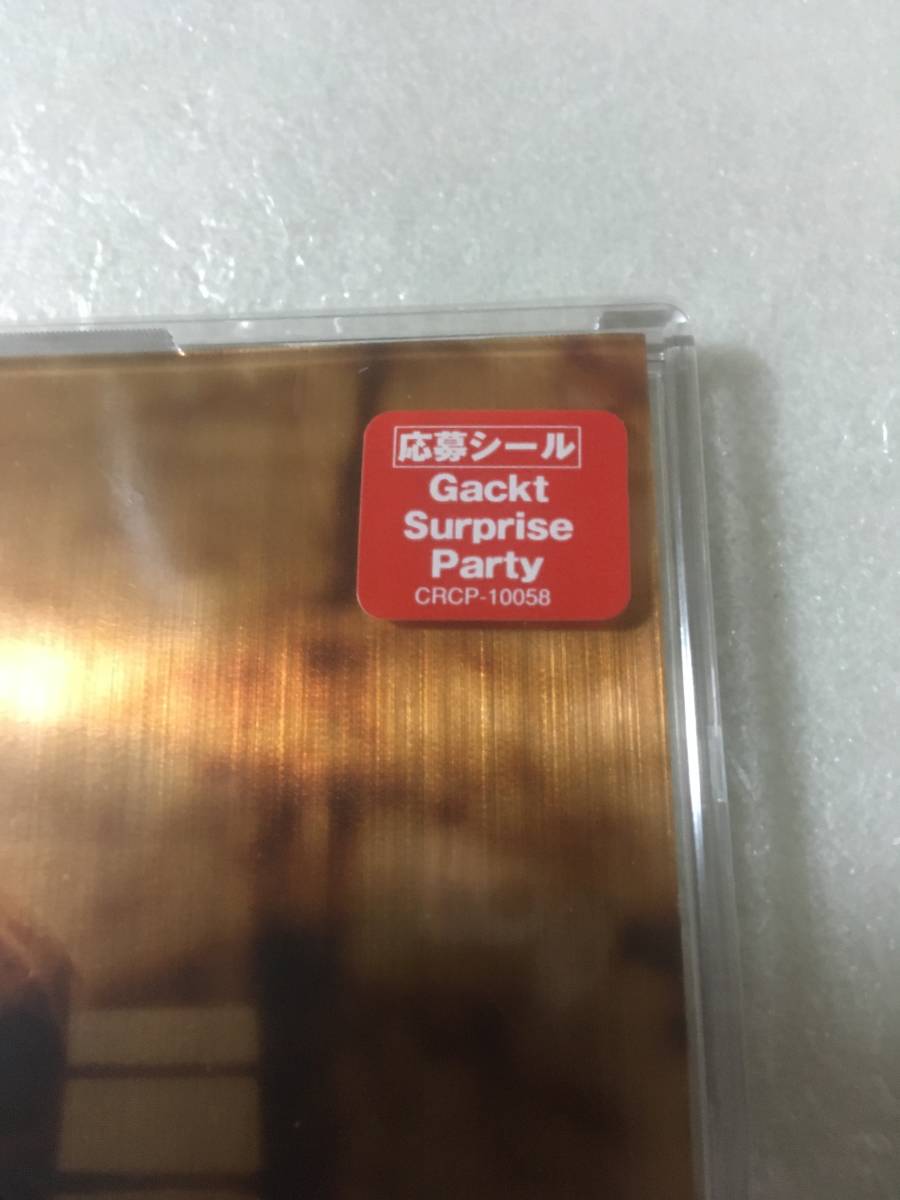 応募シール
Gackt
Surprise
Party
CRCP-10058